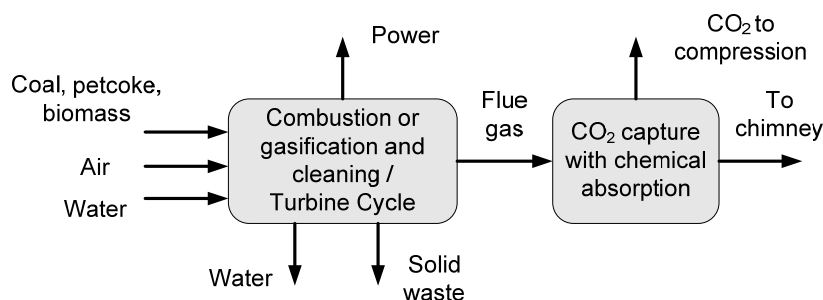 Coal, petcoke,
biomass
Air
Water
Power
Combustion or
gasification and
cleaning /
Turbine Cycle
Water
Solid
waste
Flue
gas
CO₂ to
compression
CO₂ capture
with chemical
absorption
To
chimney